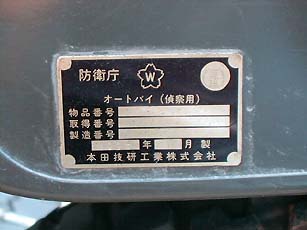 防衛庁 W
オートバイ（偵察用）
物品番号
取得番号
製造番号
年 月 製
本田技研工業株式会社